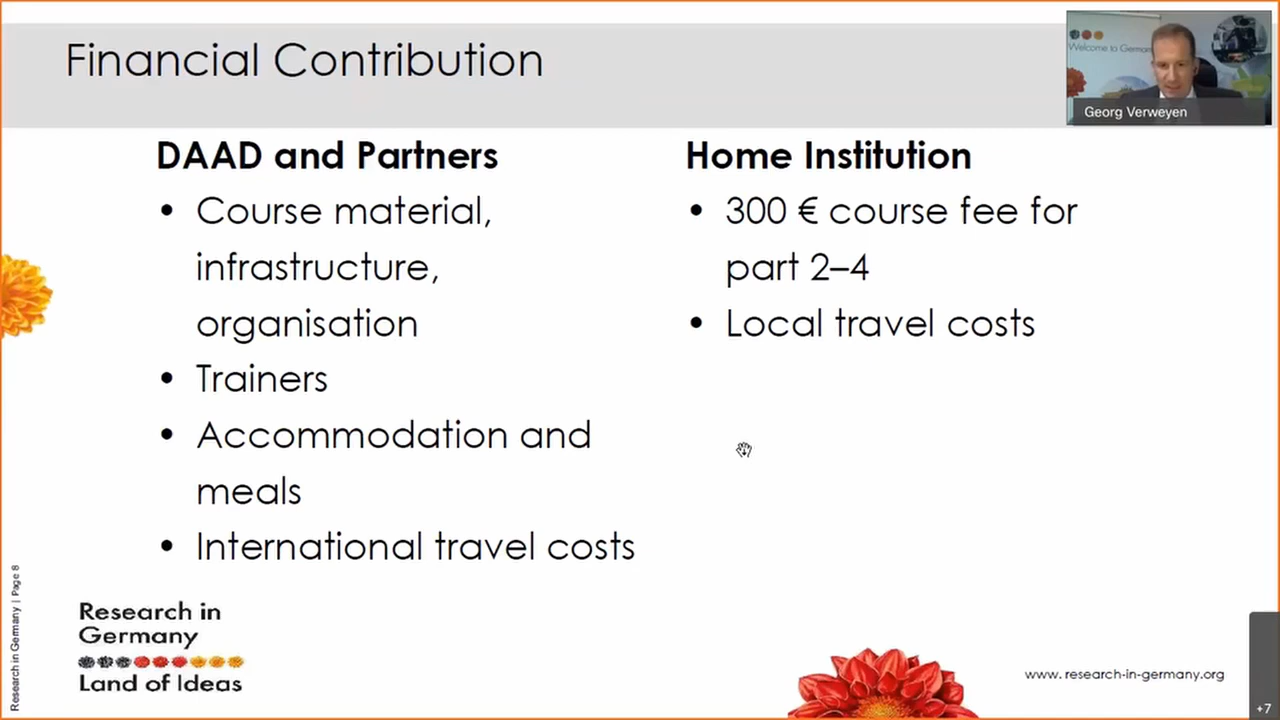 Financial Contribution
Welcome to German
Georg Verweyen
DAAD and Partners
• Course material,
infrastructure,
organisation
• Trainers
• Accommodation and
meals
• International travel costs
Home Institution
• 300 € course fee for
part 2–4
• Local travel costs
Research in Germany | Page 8
Research in
Germany
Land of Ideas
www. research-in-germany.org
+7